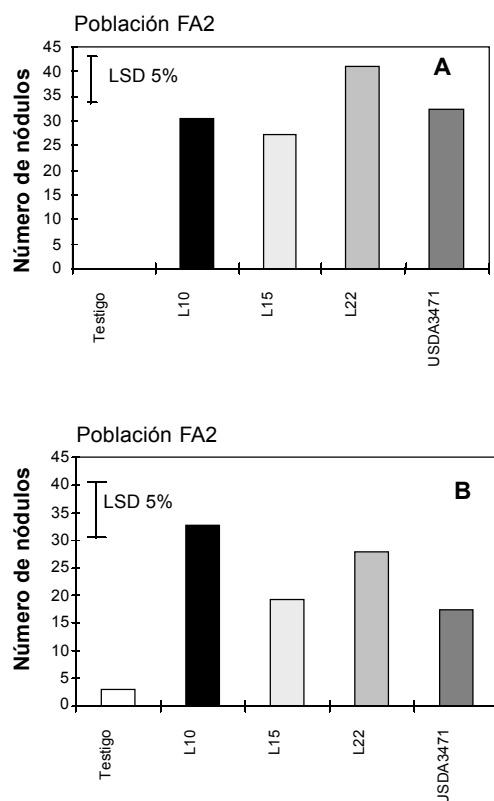 Población FA2
Número de nódulos
45
40
35
30
25
20
15
10
5
0
LSD 5%
A
Testigo
L10
L15
L22
USDA3471
Población FA2
Número de nódulos
45
40
35
30
25
20
15
10
5
0
LSD 5%
B
Testigo
L10
L15
L22
USDA3471